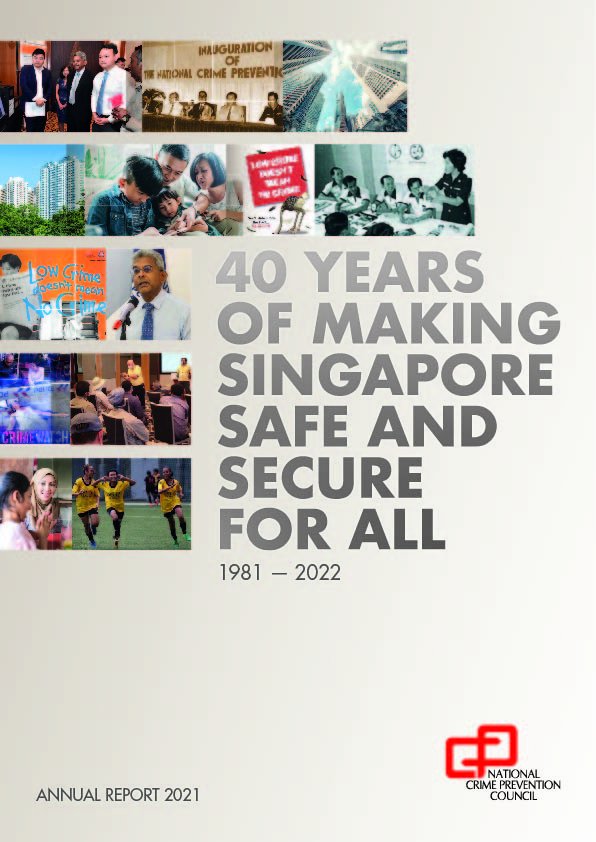 INAUGURATION
OF
THE NATIONAL CRIME PREVENTIO
LOW CRIME
DOESN'T
MEAN
NO CRIME
Low Crime
doesn't mean
No Crime
CRIMEWATCH
40 YEARS
OF MAKING
SINGAPORE
SAFE AND
SECURE
FOR ALL
1981 — 2022
NATIONAL
CRIME PREVENTION
COUNCIL
ANNUAL REPORT 2021